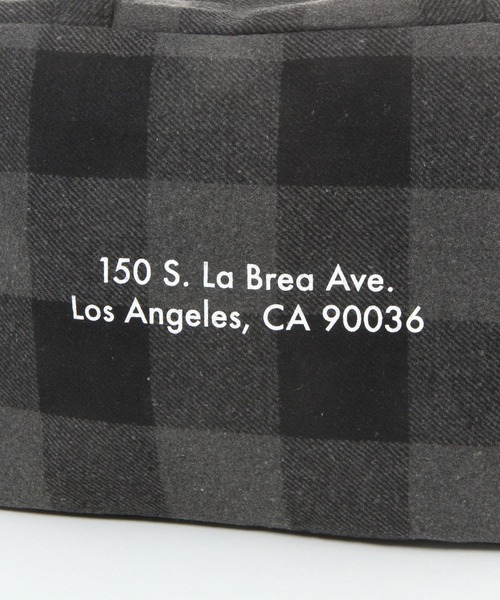 150 S. La Brea Ave.
Los Angeles, CA 90036